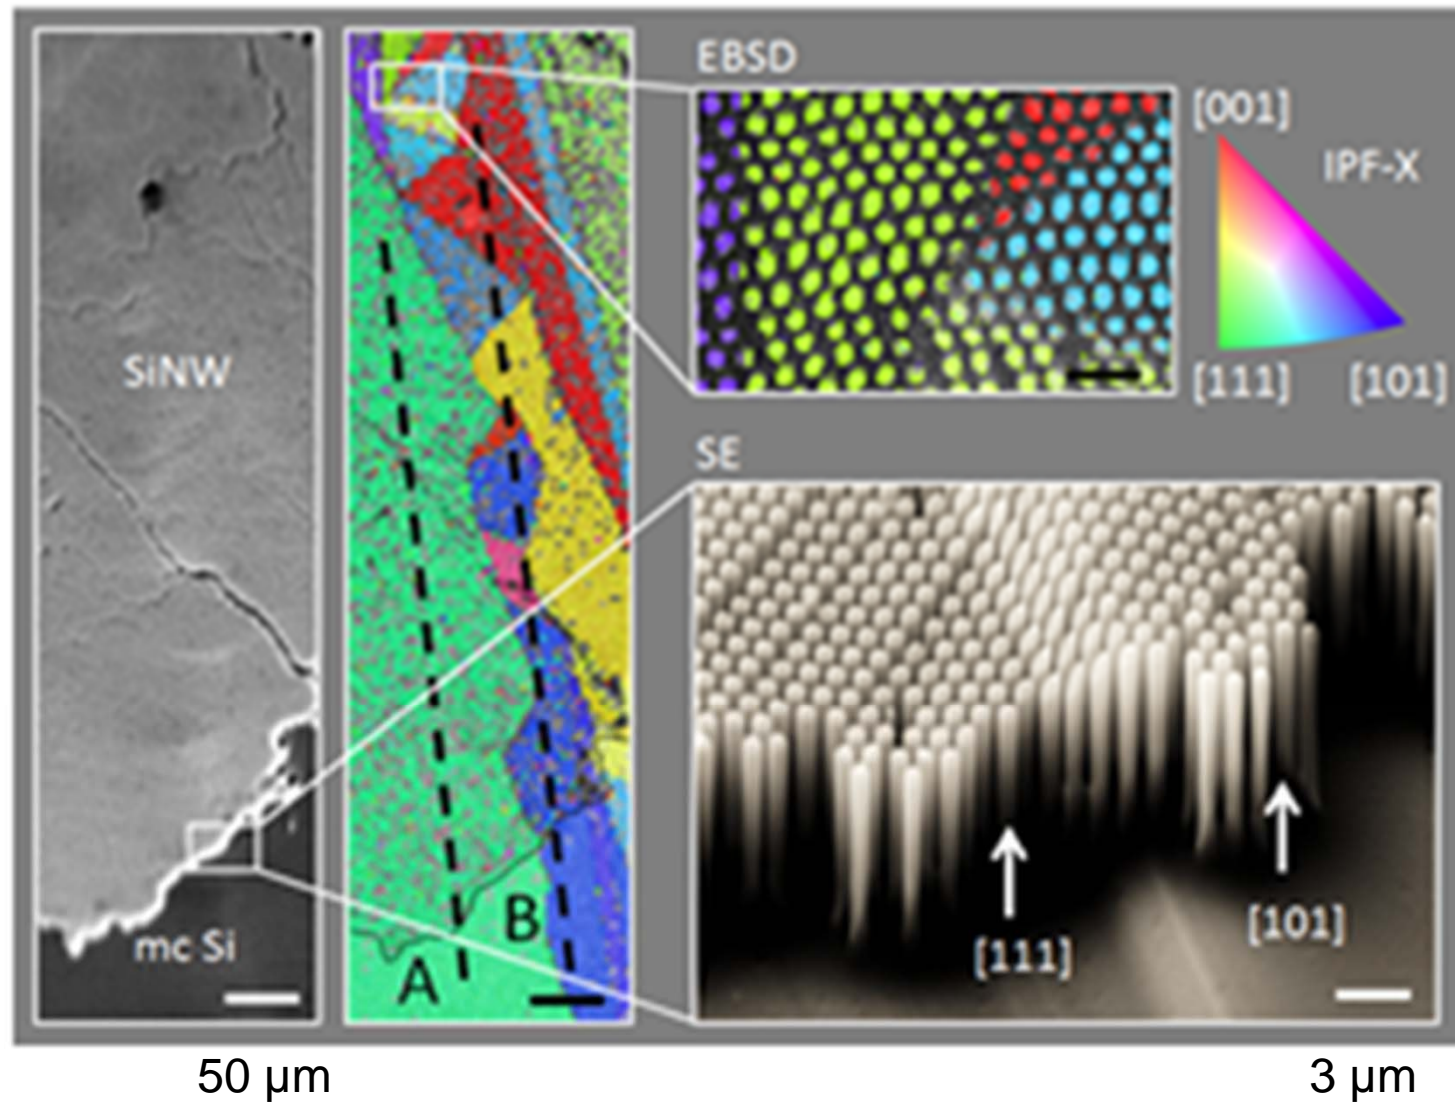 SiNW
mc Si
A
B
EBSD
[001]
IPF-X
[111]
[101]
SE
[111]
[101]
50 µm
3 µm